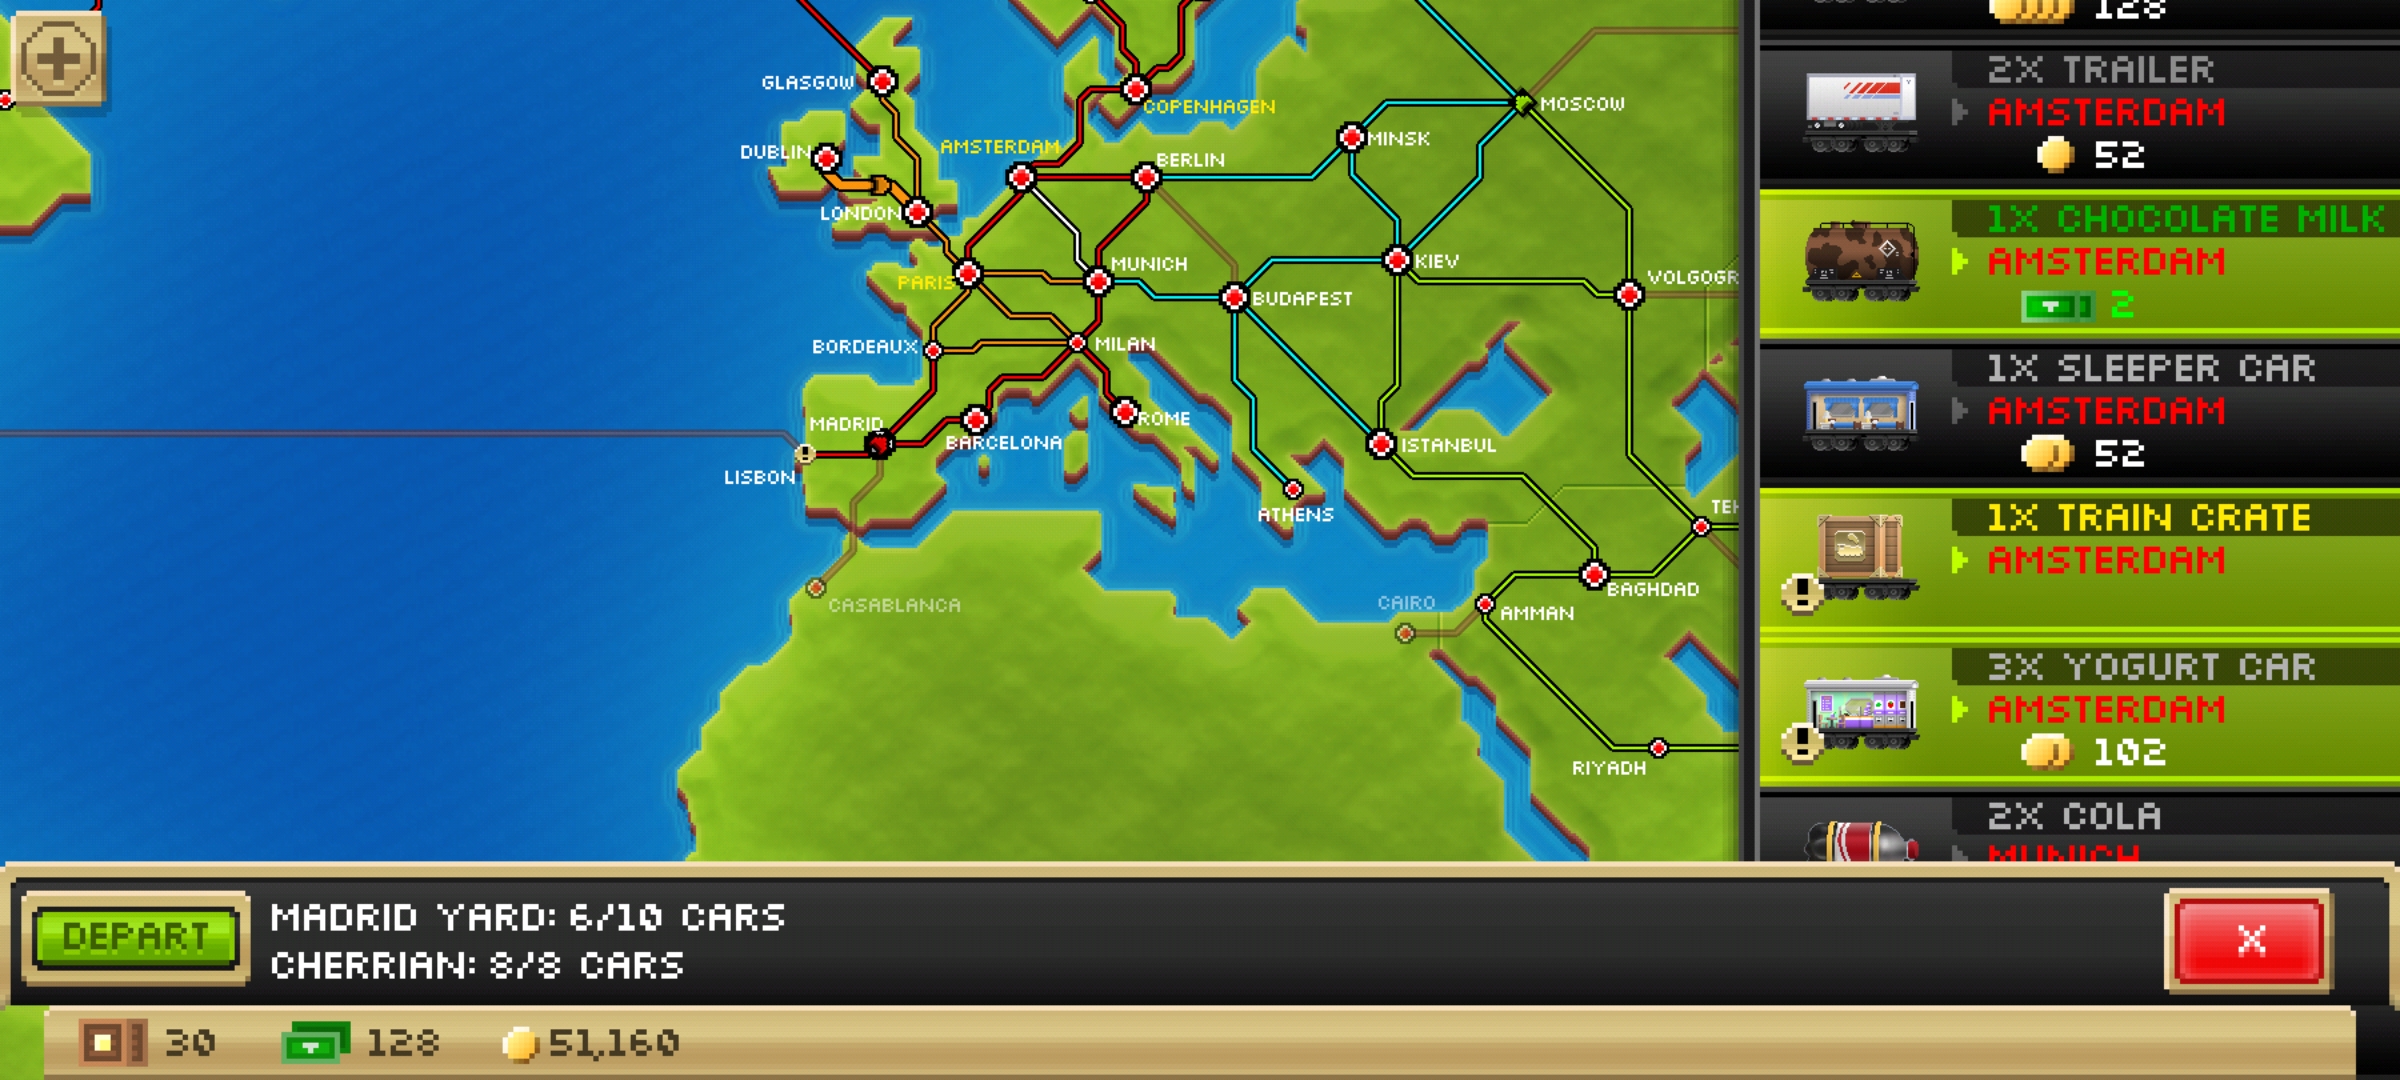 GLASGOW
COPENHAGEN
MOSCOW
DUBLIN
AMSTERDAM
BERLIN
MINSK
LONDON
PARIS
MUNICH
KIEV
BUDAPEST
VOLGOGR
BORDEAUX
MILAN
MADRID
BARCELONA
ROME
ISTANBUL
LISBON
ATHENS
TEH
CASABLANCA
CAIRO
AMMAN
BAGHDAD
RIYADH
128
2X TRAILER
AMSTERDAM
52
1X CHOCOLATE MILK
AMSTERDAM
2
1X SLEEPER CAR
AMSTERDAM
52
1X TRAIN CRATE
AMSTERDAM
3X YOGURT CAR
AMSTERDAM
102
2X COLA
MUNICH
DEPART
MADRID YARD: 6/10 CARS
CHERRIAN: 8/8 CARS
X
30
128
51,160